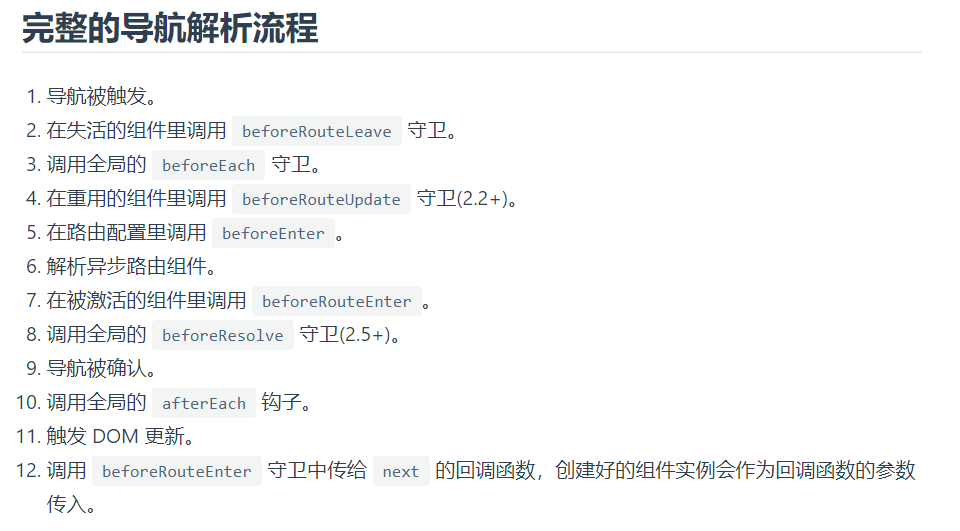 完整的导航解析流程
1. 导航被触发。
2. 在失活的组件里调用 beforeRouteLeave 守卫。
3. 调用全局的 beforeEach 守卫。
4. 在重用的组件里调用 beforeRouteUpdate 守卫(2.2+)。
5. 在路由配置里调用 beforeEnter 。
6. 解析异步路由组件。
7. 在被激活的组件里调用 beforeRouteEnter 。
8. 调用全局的 beforeResolve 守卫(2.5+)。
9. 导航被确认。
10. 调用全局的 afterEach 钩子。
11. 触发 DOM 更新。
12. 调用 beforeRouteEnter 守卫中传给 next 的回调函数，创建好的组件实例会作为回调函数的参数
传入。